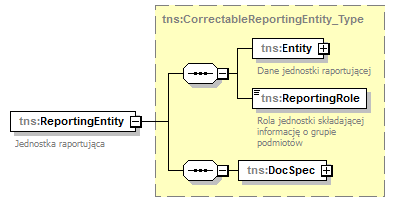 tns:CorrectableReportingEntity_Type
tns:Entity
Dane jednostki raportującej
tns:ReportingRole
Rola jednostki składającej
informację o grupie
podmiotów
tns:ReportingEntity
Jednostka raportująca
tns:DocSpec